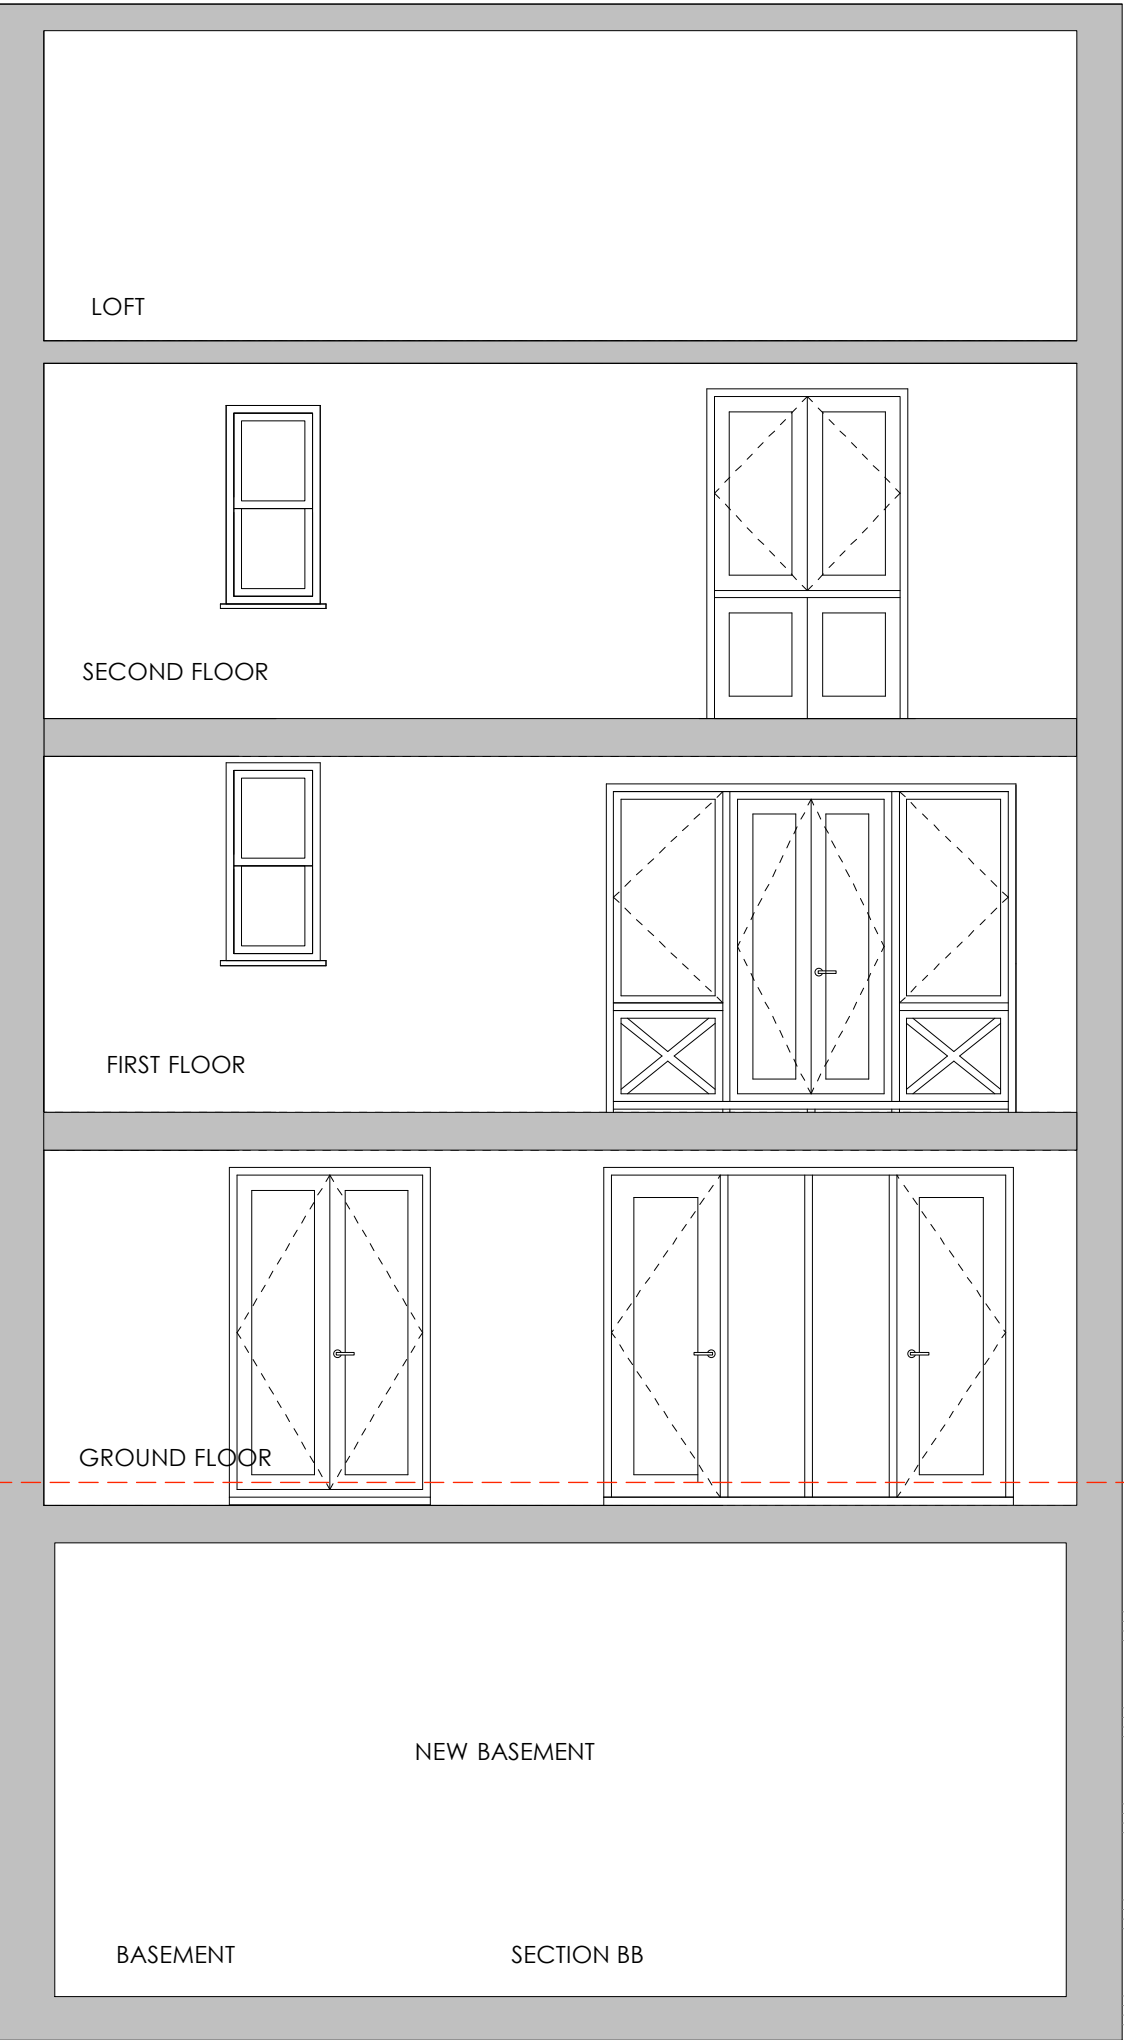 LOFT
SECOND FLOOR
FIRST FLOOR
GROUND FLOOR
NEW BASEMENT
BASEMENT
SECTION BB